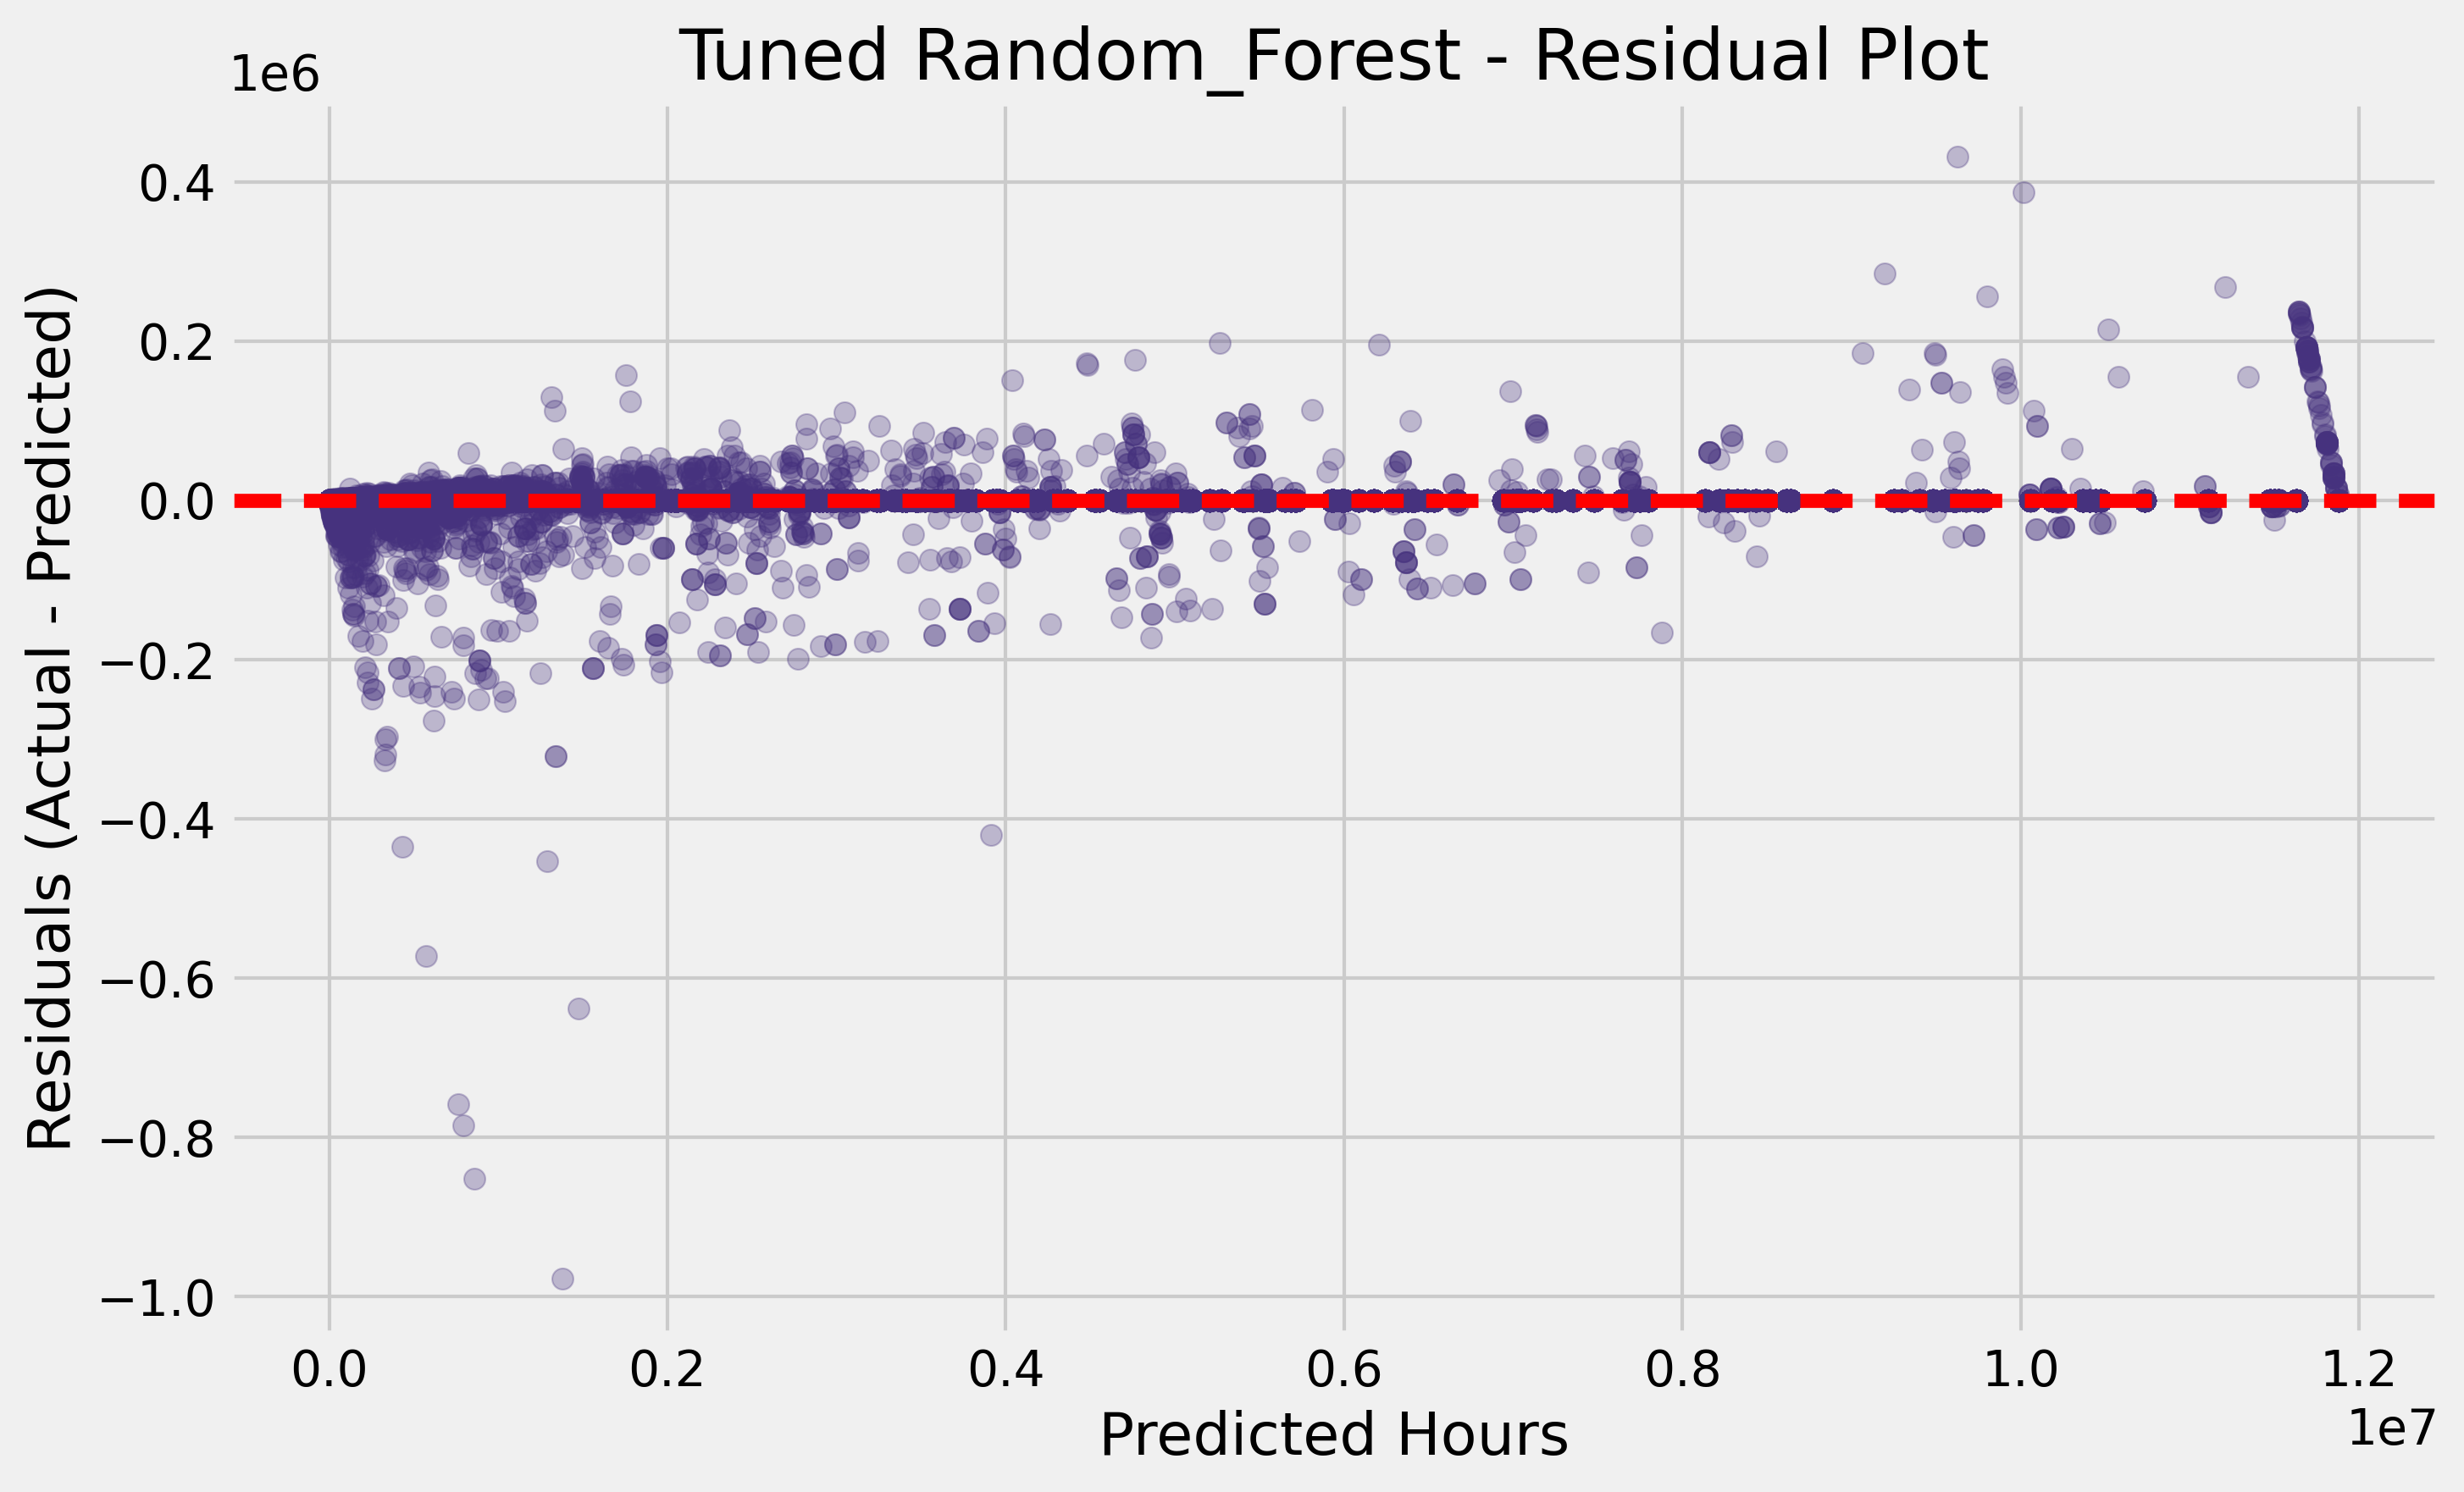 Tuned Random_Forest - Residual Plot
1e6
Residuals (Actual - Predicted)
0.4
0.2
0.0
−0.2
−0.4
−0.6
−0.8
−1.0
0.0 0.2 0.4 0.6 0.8 1.0 1.2
1e7
Predicted Hours